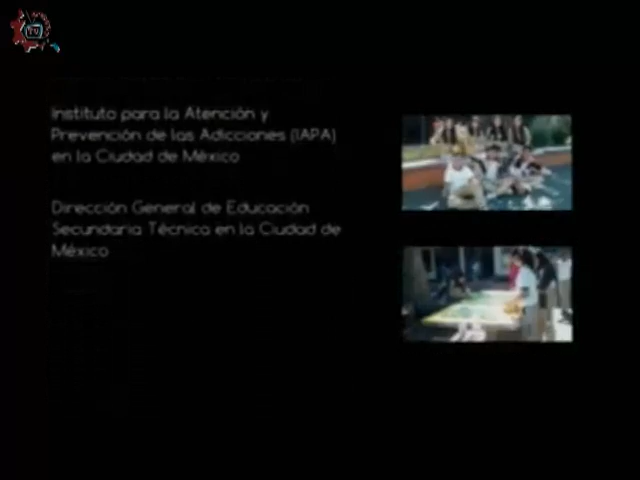 TV
Instituto para la Atención y
Prevención de las Adicciones (IAPA)
en la Ciudad de México
Dirección General de Educación
Secundaria Técnica en la Ciudad de
México